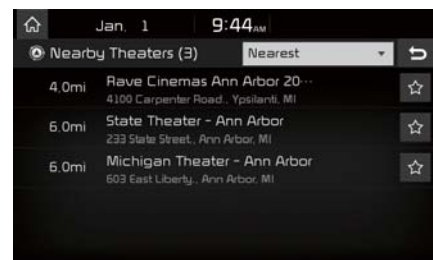 Jan. 1 9:44AM
Nearby Theaters (3) Nearest
4.0mi Rave Cinemas Ann Arbor 20···
4100 Carpenter Road., Ypsilanti, MI
6.0mi State Theater - Ann Arbor
233 State Street., Ann Arbor, MI
6.0mi Michigan Theater - Ann Arbor
603 East Liberty., Ann Arbor, MI